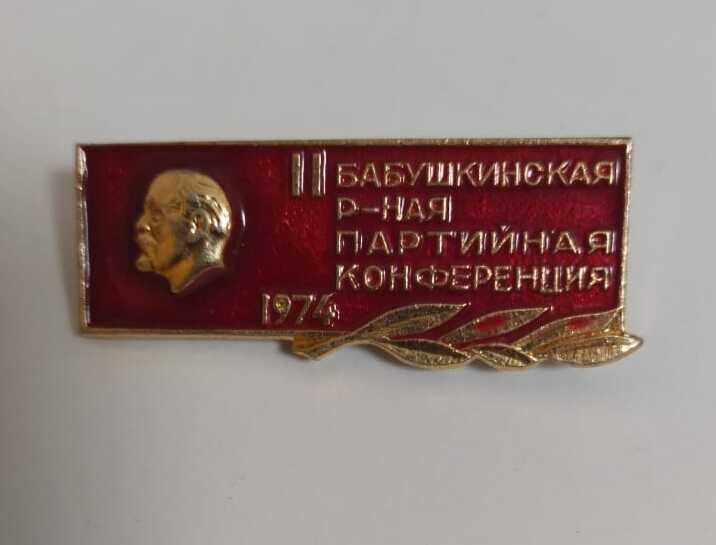 II БАБУШКИНСКАЯ
Р-НАЯ
ПАРТИЙНАЯ
КОНФЕРЕНЦИЯ
1974